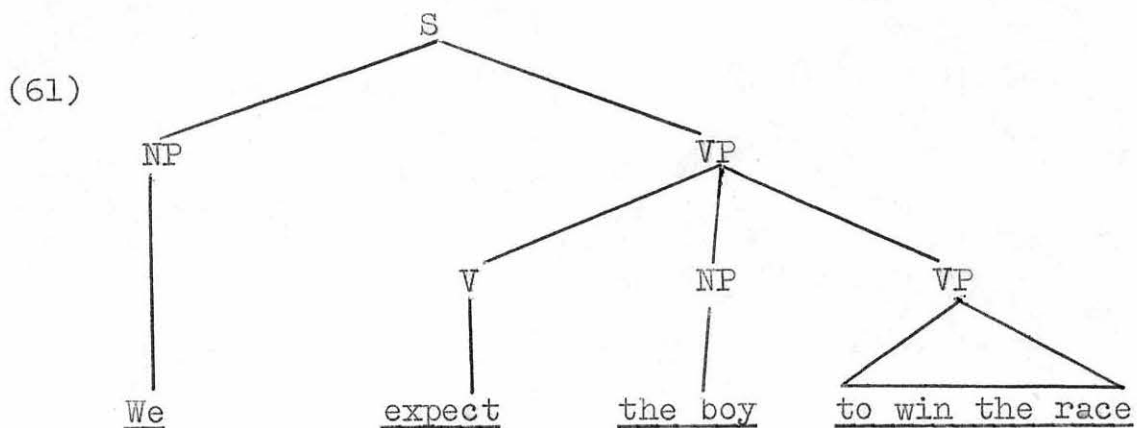 S
(61)
NP VP
V NP VP
We expect the boy to win the race